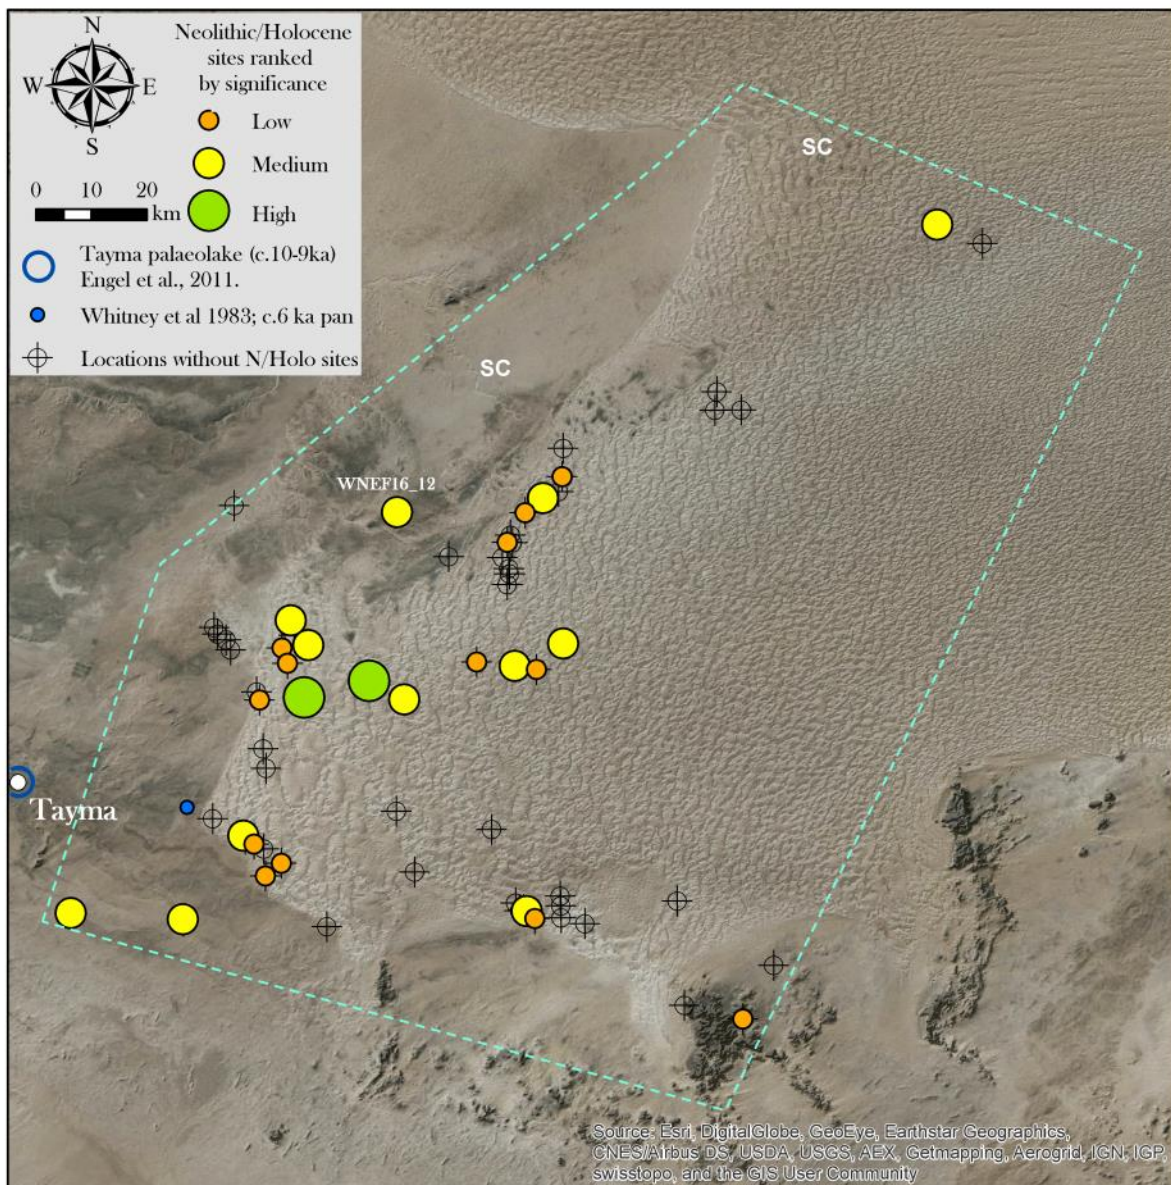 N
W
E
S
Neolithic/Holocene
sites ranked
by significance
Low
Medium
High
0 10 20
km
Tayma palaeolake (c.10-9ka)
Engel et al., 2011.
Whitney et al 1983; c.6 ka pan
Locations without N/Holo sites
SC
SC
WNEF16_12
Tayma
Source: Esri, DigitalGlobe, GeoEye, Earthstar Geographics,
CNES/Airbus DS, USDA, USGS, AEX, Getmapping, Aerogrid, IGN, IGP,
swisstopo, and the GIS User Community